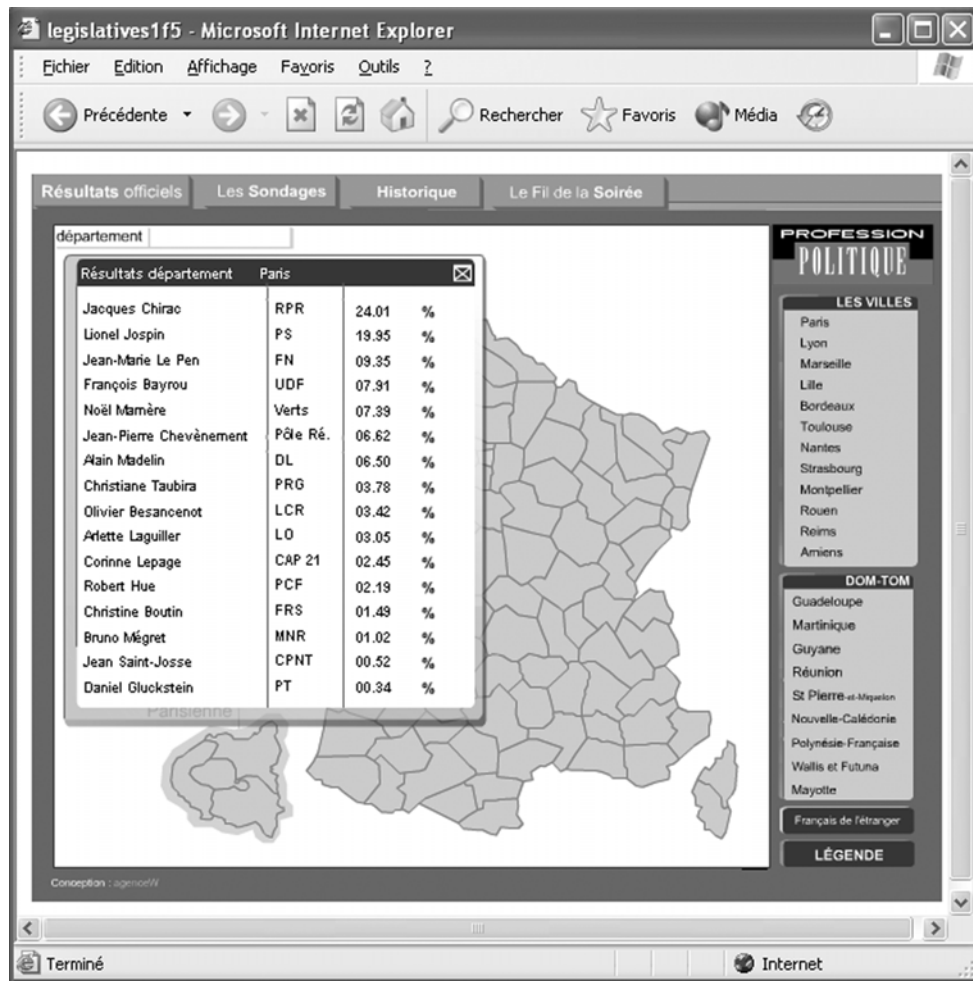 legislatives1f5 - Microsoft Internet Explorer
Fichier Edition Affichage Favoris Outils ?
Précédente Rechercher Favoris Média
Résultats officiels Les Sondages Historique Le Fil de la Soirée
département
PROFESSION
POLITIQUE
Résultats département Paris
Jacques Chirac RPR 24.01 %
Lionel Jospin PS 19.95 %
Jean-Marie Le Pen FN 09.35 %
François Bayrou UDF 07.91 %
Noël Mamère Verts 07.39 %
Jean-Pierre Chevènement Pôle Ré. 06.62 %
Alain Madelin DL 06.50 %
Christiane Taubira PRG 03.78 %
Olivier Besancenot LCR 03.42 %
Arlette Laguiller LO 03.05 %
Corinne Lepage CAP 21 02.45 %
Robert Hue PCF 02.19 %
Christine Boutin FRS 01.49 %
Bruno Mégret MNR 01.02 %
Jean Saint-Josse CPNT 00.52 %
Daniel Gluckstein PT 00.34 %
Parisienne
LES VILLES
Paris
Lyon
Marseille
Lille
Bordeaux
Toulouse
Nantes
Strasbourg
Montpellier
Rouen
Reims
Amiens
DOM-TOM
Guadeloupe
Martinique
Guyane
Réunion
St Pierre-et-Miquelon
Nouvelle-Calédonie
Polynésie-Française
Wallis et Futuna
Mayotte
Français de l'étranger
LÉGENDE
Conception : agenceW
Terminé Internet